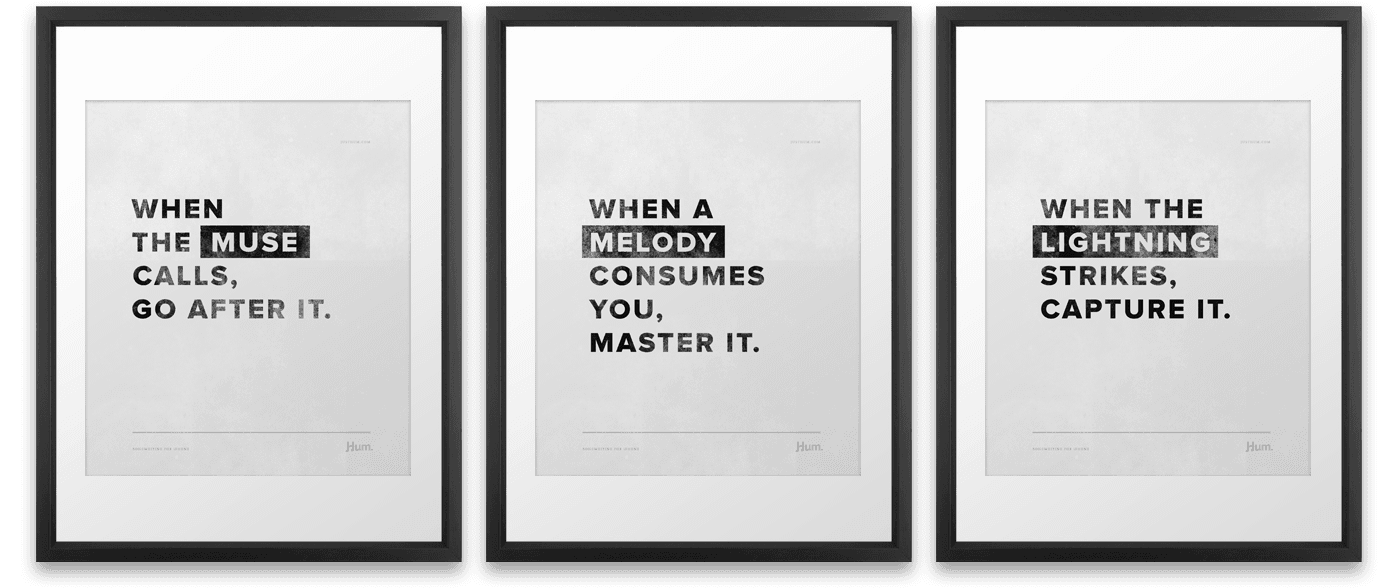 WHEN
THE MUSE
CALLS,
GO AFTER IT.
Hum.
WHEN A
MELODY
CONSUMES
YOU,
MASTER IT.
Hum.
WHEN THE
LIGHTNING
STRIKES,
CAPTURE IT.
Hum.